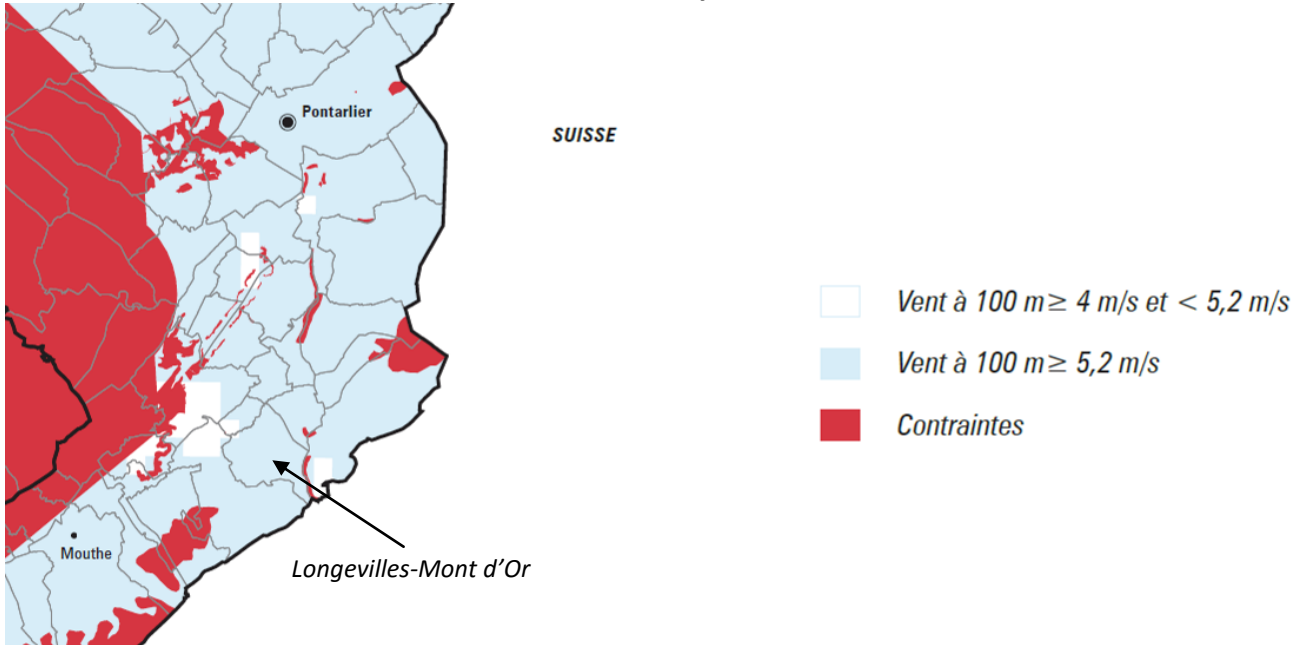 Pontarlier
SUISSE
Vent à 100 m ≥ 4 m/s et < 5,2 m/s
Vent à 100 m ≥ 5,2 m/s
Contraintes
Mouthe
Longevilles-Mont d’Or